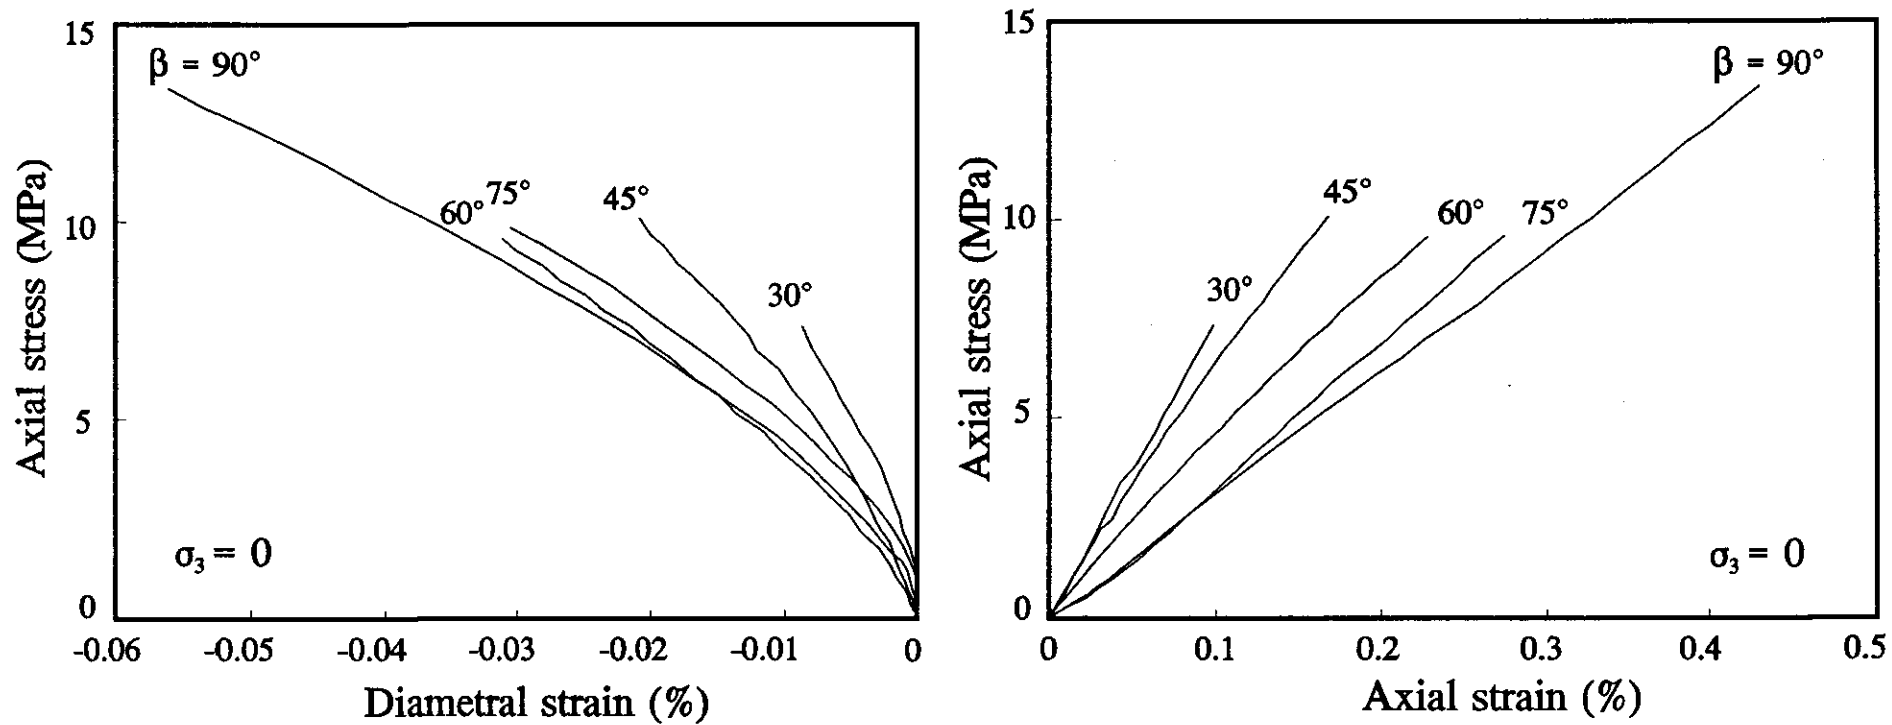 15
β = 90°
75°
60°
45°
10
30°
5
σ₃ = 0
0
-0.06 -0.05 -0.04 -0.03 -0.02 -0.01 0
Diametral strain (%)
Axial stress (MPa)
15
β = 90°
45°
60°
75°
10
30°
5
σ₃ = 0
0
0 0.1 0.2 0.3 0.4 0.5
Axial strain (%)
Axial stress (MPa)